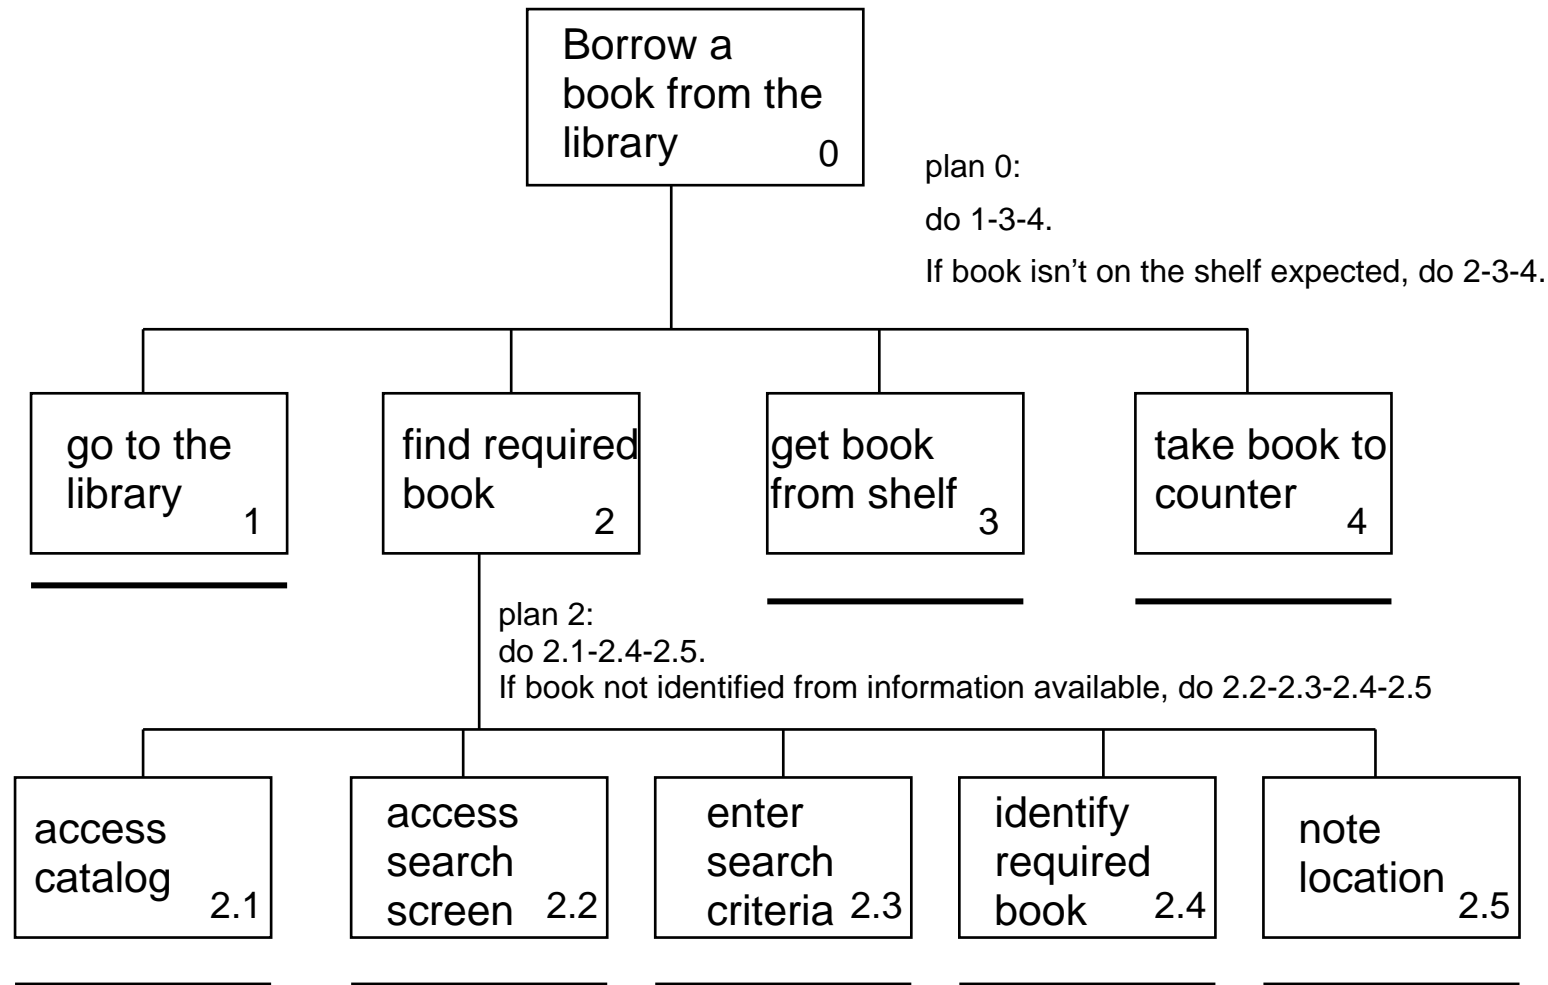 Borrow a
book from the
library
0
plan 0:
do 1-3-4.
If book isn’t on the shelf expected, do 2-3-4.
go to the
library
1
find required
book
2
get book
from shelf
3
take book to
counter
4
plan 2:
do 2.1-2.4-2.5.
If book not identified from information available, do 2.2-2.3-2.4-2.5
access
catalog
2.1
access
search
screen
2.2
enter
search
criteria
2.3
identify
required
book
2.4
note
location
2.5